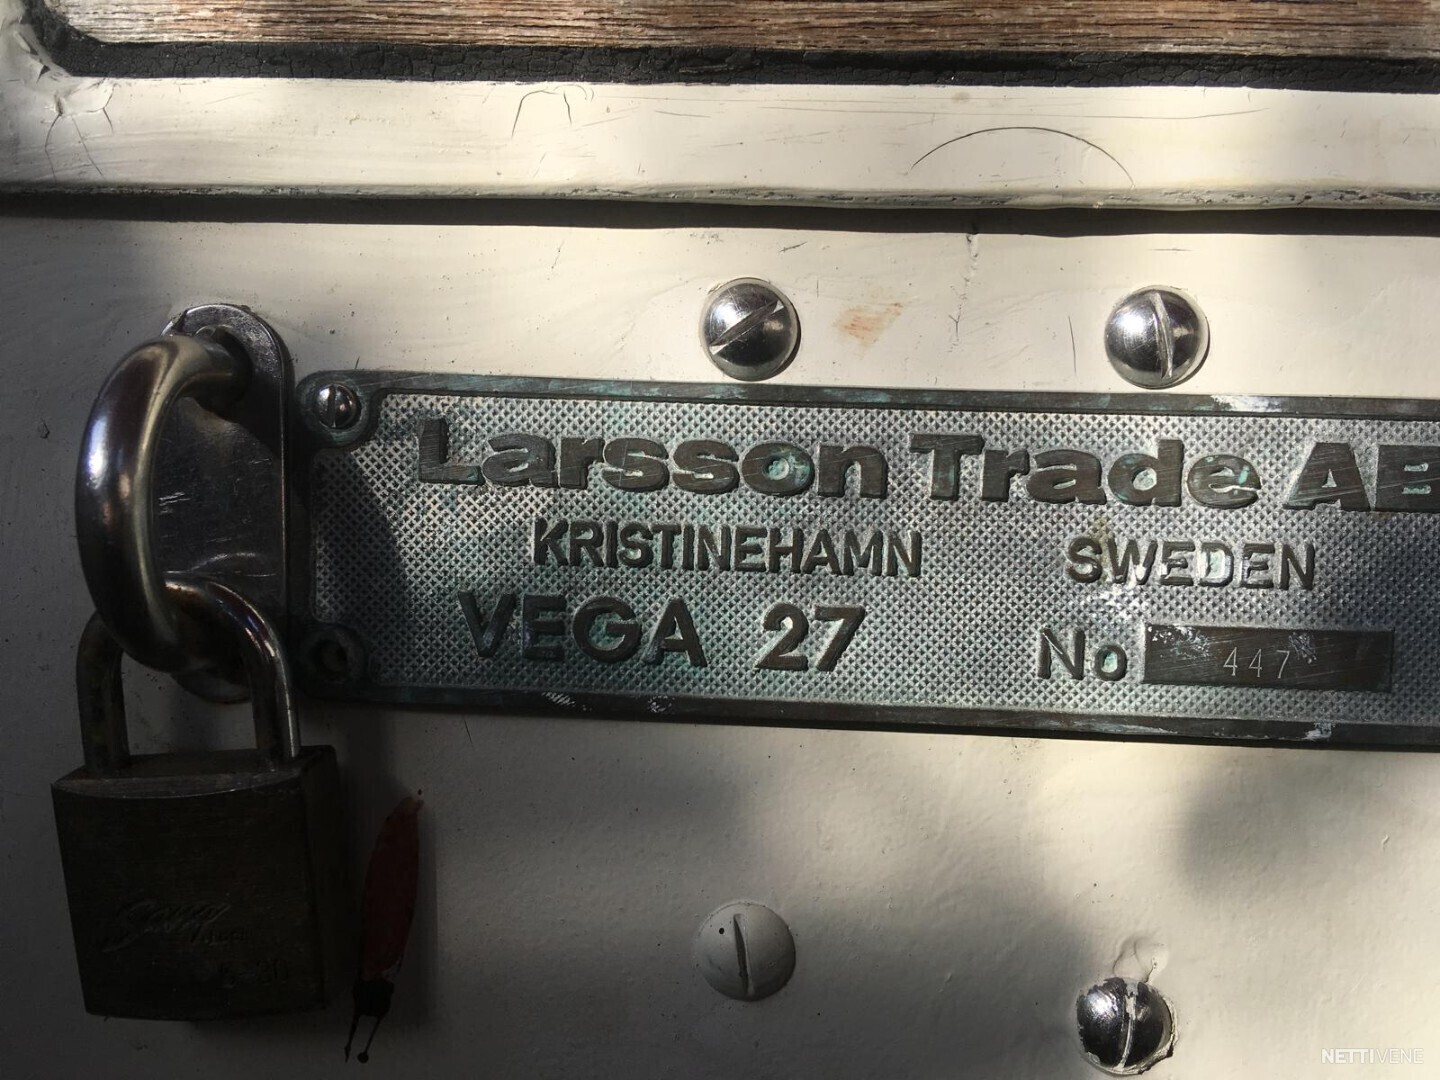 Larsson Trade AB
KRISTINEHAMN SWEDEN
VEGA 27 No 447
NETTIVENE